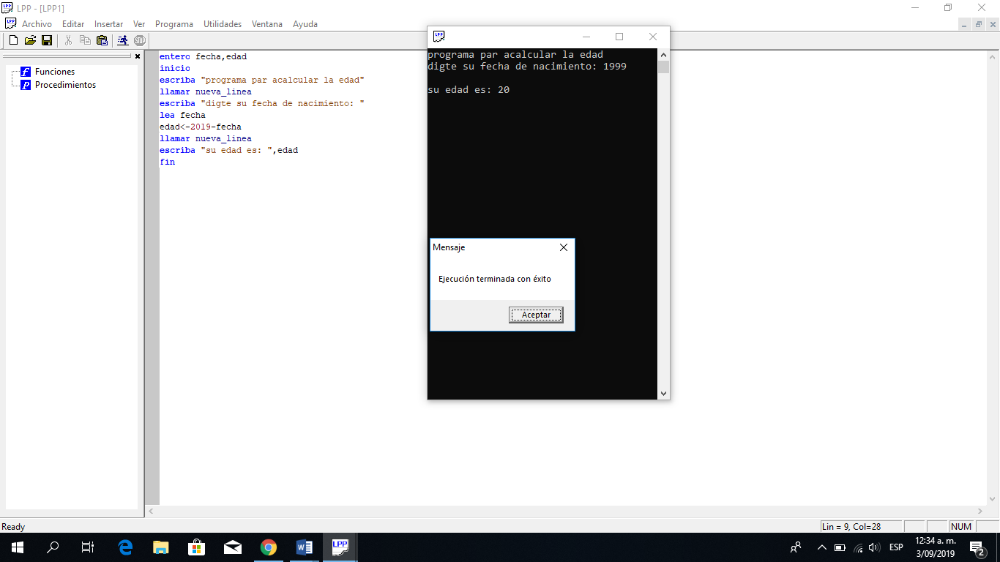 LPP - [LPP1]
Archivo Editar Insertar Ver Programa Utilidades Ventana Ayuda
Funciones
Procedimientos
entero fecha,edad
inicio
escriba "programa par acalcular la edad"
llamar nueva_linea
escriba "digte su fecha de nacimiento: "
lea fecha
edad<-2019-fecha
llamar nueva_linea
escriba "su edad es: ",edad
fin
programa par acalcular la edad
digte su fecha de nacimiento: 1999
su edad es: 20
Mensaje
Ejecución terminada con éxito
Aceptar
Ready
Lin = 9, Col=28
NUM
ESP
12:34 a. m.
3/09/2019
2